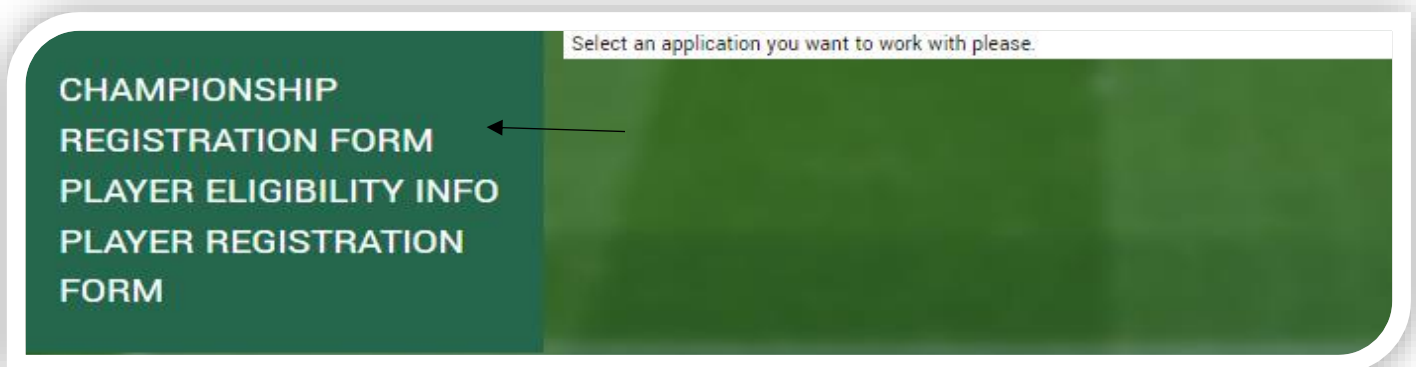 Select an application you want to work with please.
CHAMPIONSHIP
REGISTRATION FORM
PLAYER ELIGIBILITY INFO
PLAYER REGISTRATION
FORM